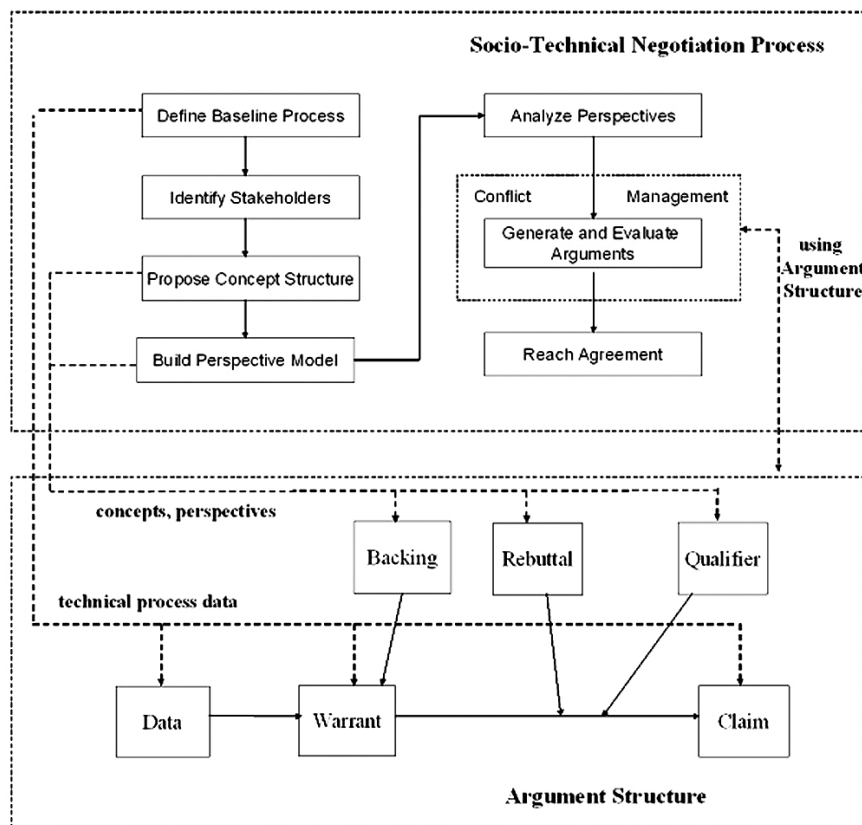 Socio-Technical Negotiation Process
Define Baseline Process
Identify Stakeholders
Propose Concept Structure
Build Perspective Model
Analyze Perspectives
Conflict Management
Generate and Evaluate
Arguments
Reach Agreement
using
Argument
Structure
concepts, perspectives
Backing
Rebuttal
Qualifier
technical process data
Data
Warrant
Claim
Argument Structure